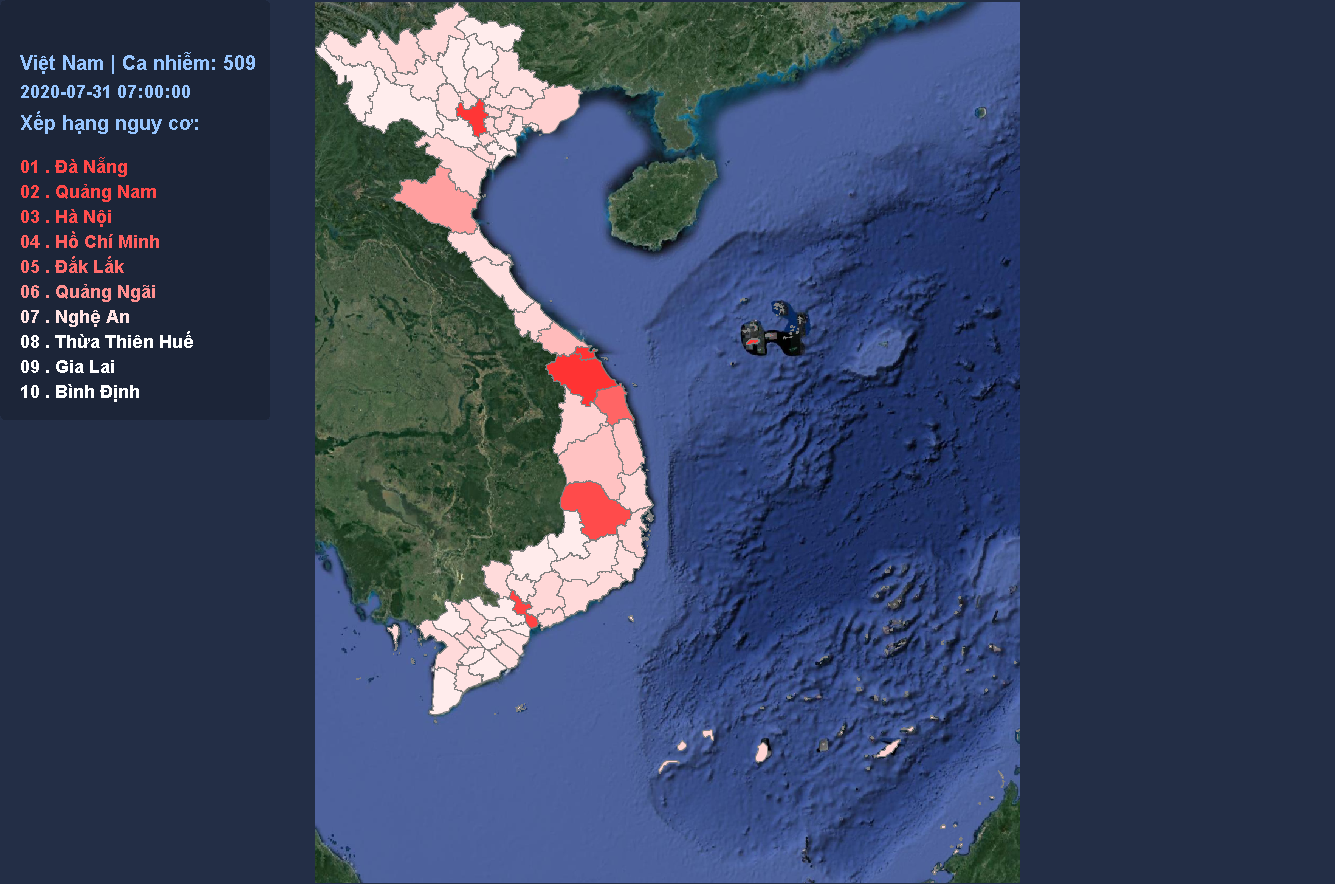 Việt Nam | Ca nhiễm: 509
2020-07-31 07:00:00
Xếp hạng nguy cơ:
01 . Đà Nẵng
02 . Quảng Nam
03 . Hà Nội
04 . Hồ Chí Minh
05 . Đắk Lắk
06 . Quảng Ngãi
07 . Nghệ An
08 . Thừa Thiên Huế
09 . Gia Lai
10 . Bình Định